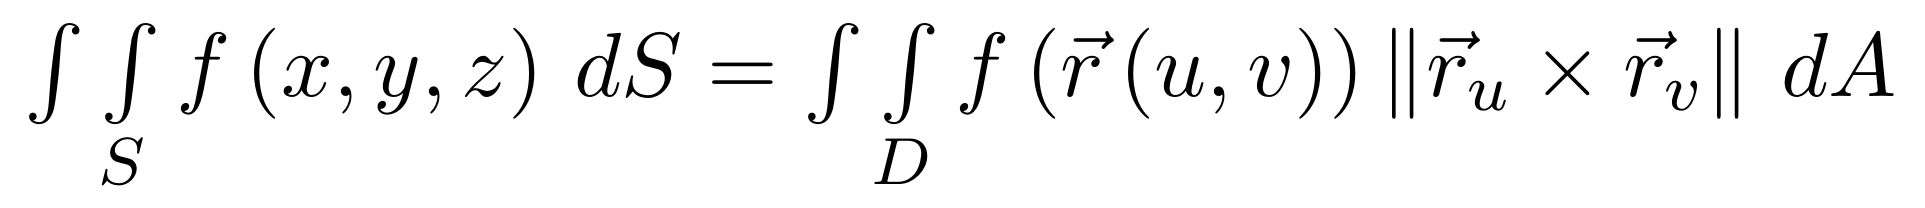 ∫∫_S f (x, y, z) dS = ∫∫_D f (r⃗ (u, v)) ‖r⃗_u × r⃗_v‖ dA